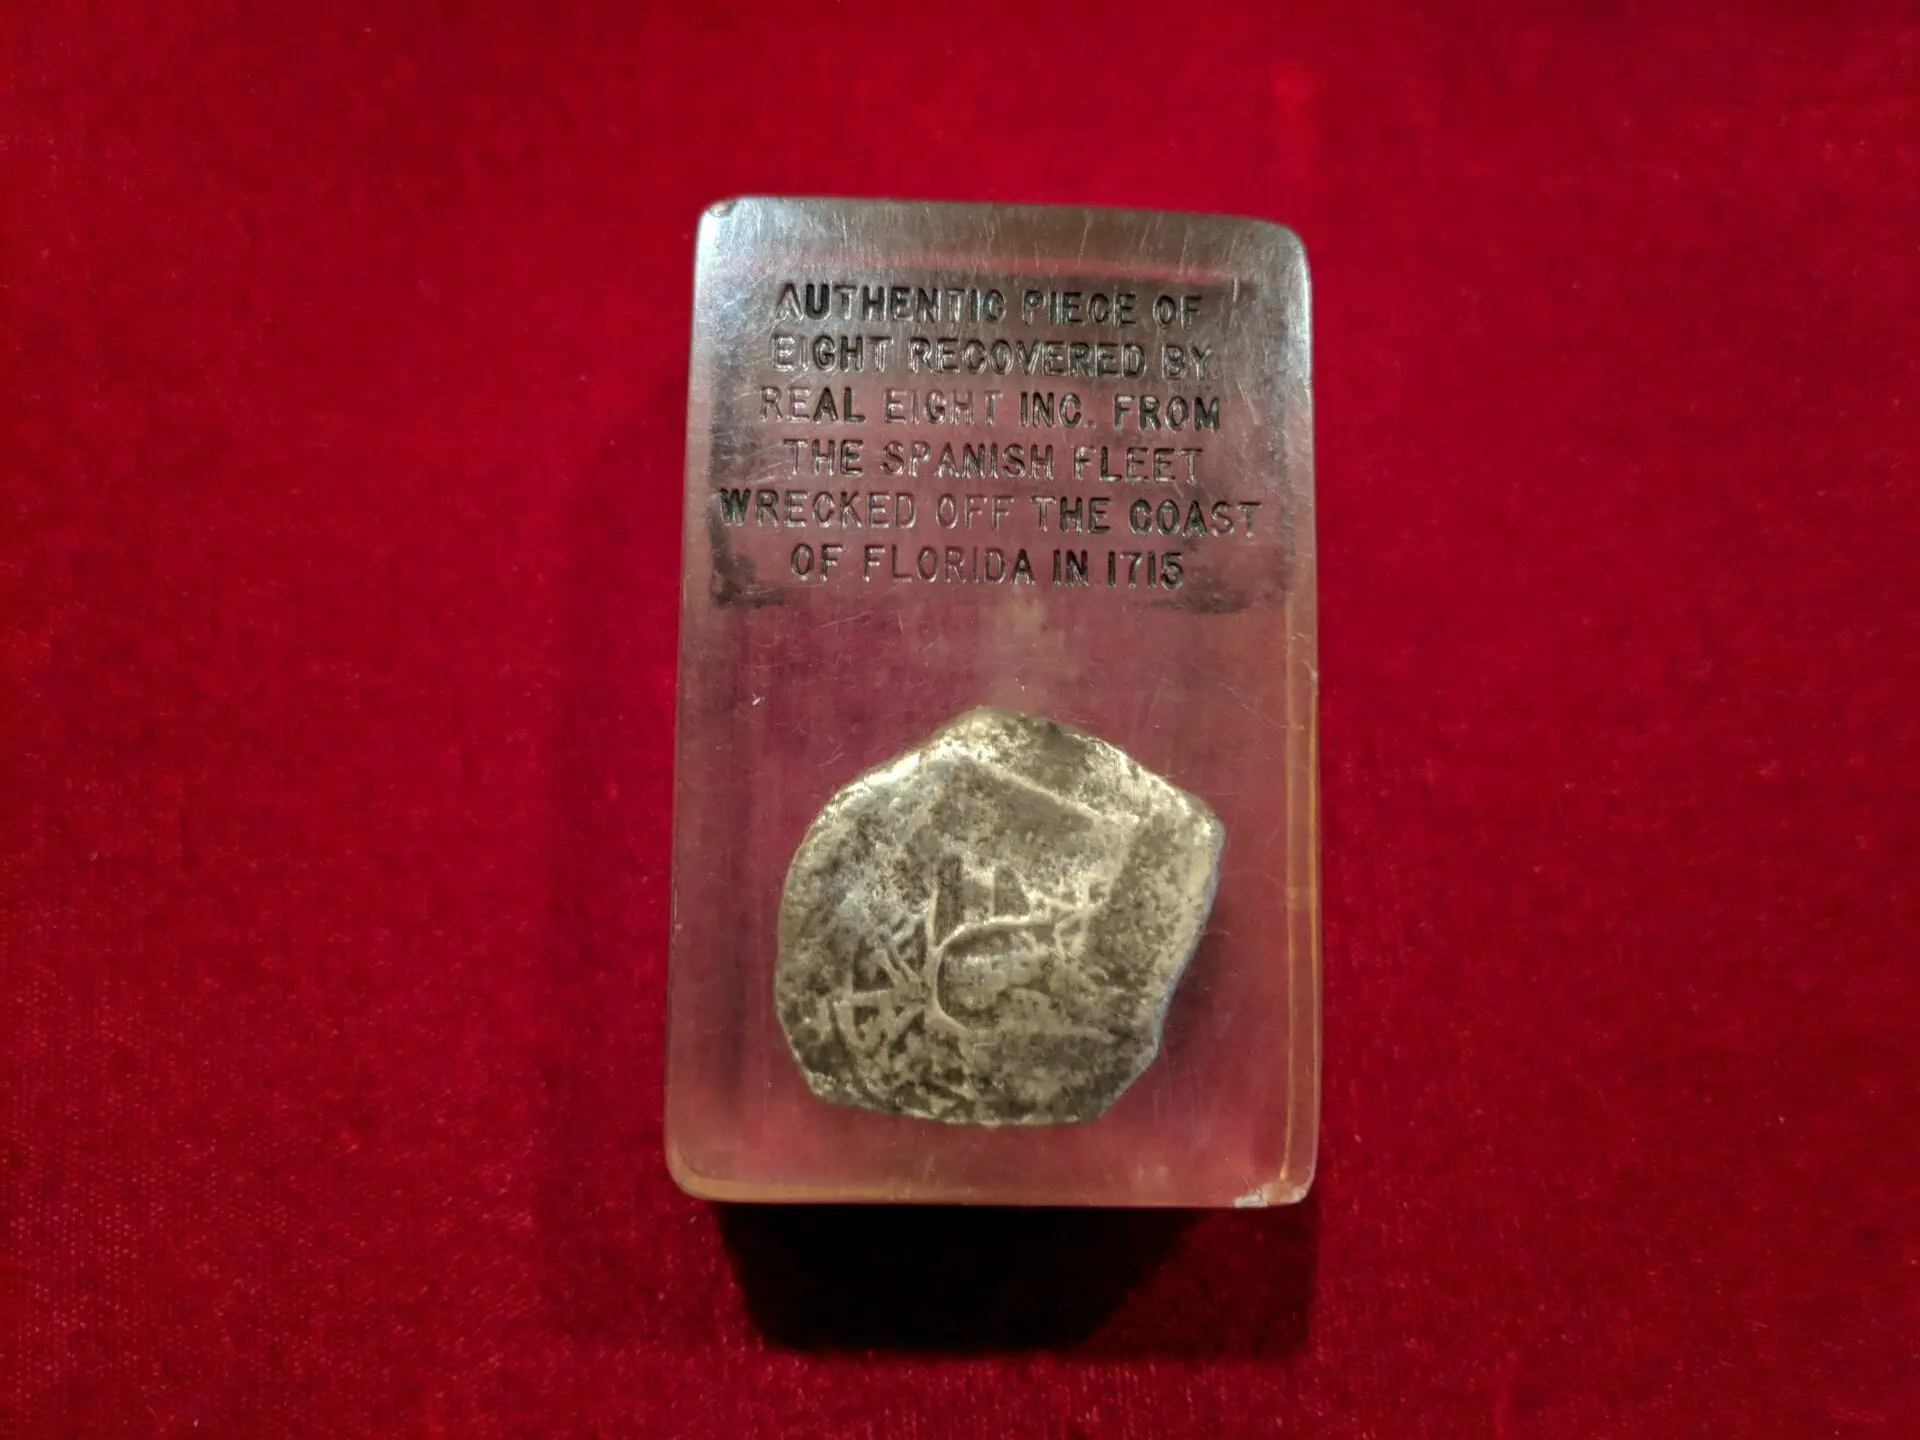 AUTHENTIC PIECE OF
EIGHT RECOVERED BY
REAL EIGHT INC. FROM
THE SPANISH FLEET
WRECKED OFF THE COAST
OF FLORIDA IN 1715